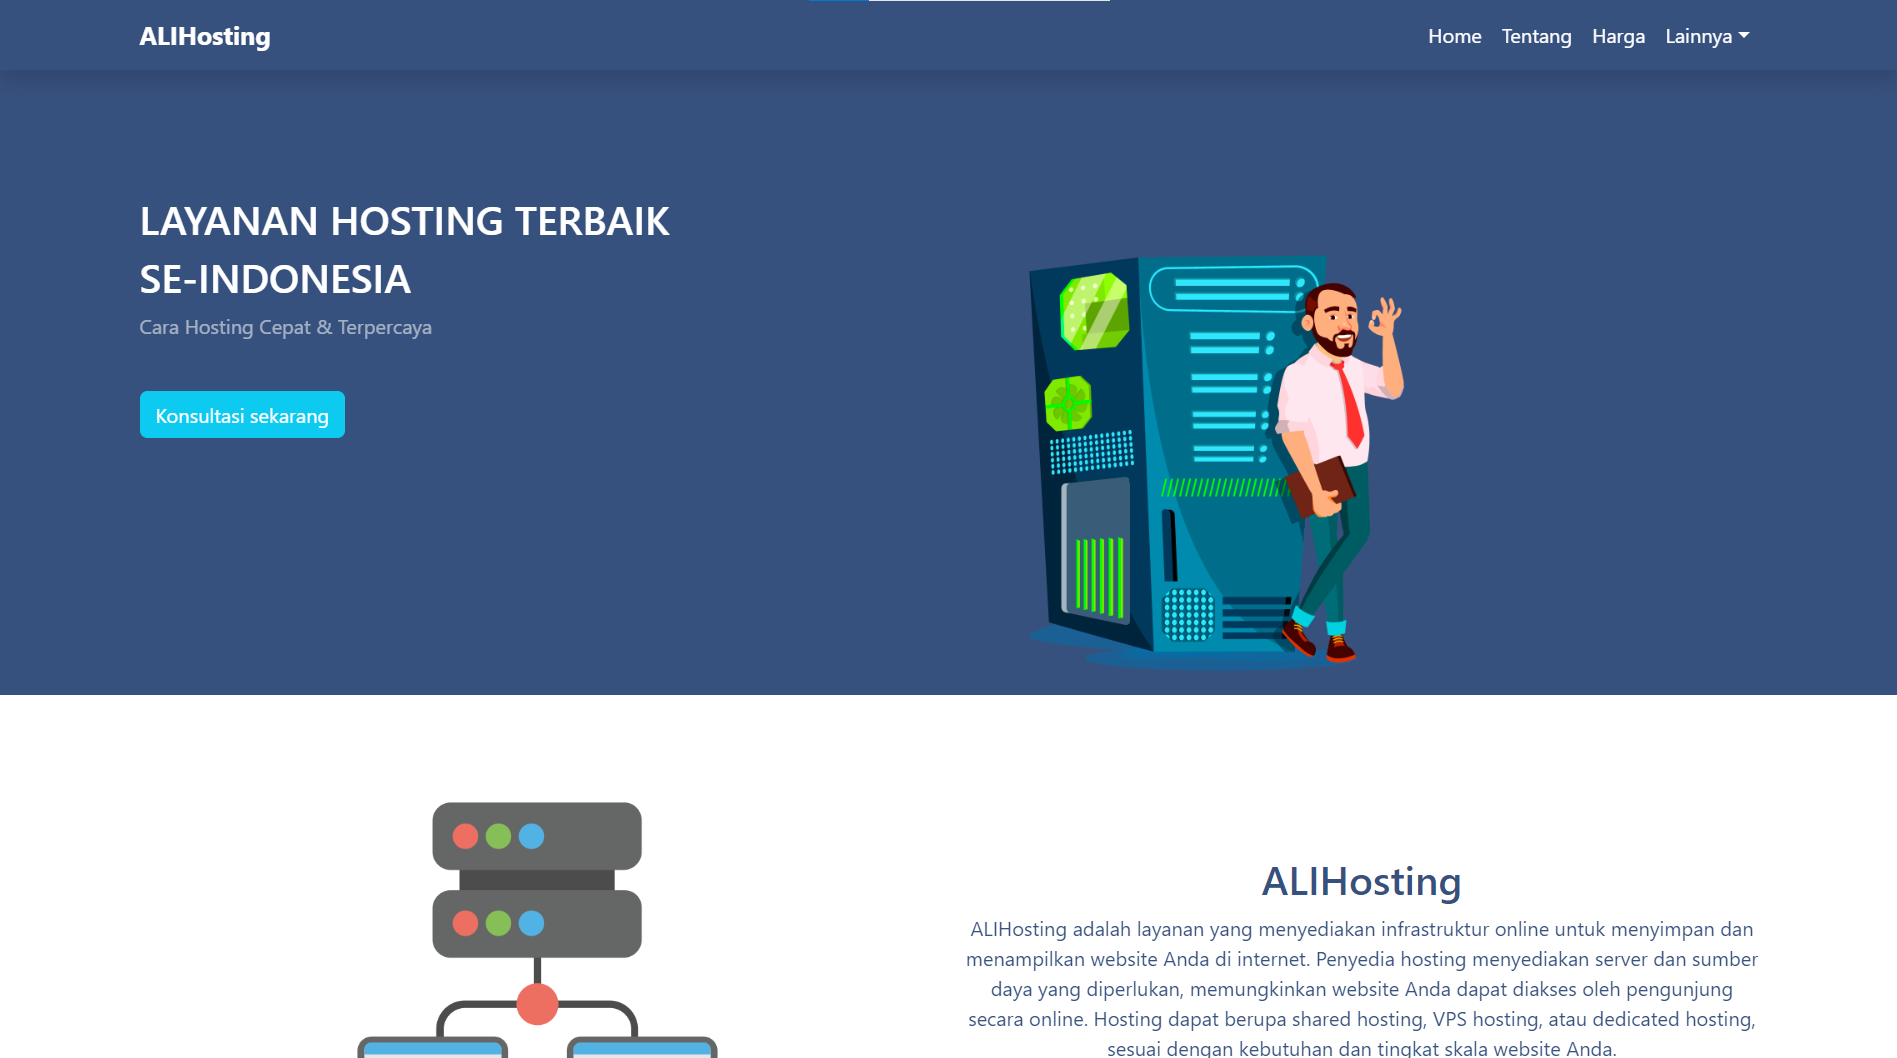 ALIHosting
Home Tentang Harga Lainnya
LAYANAN HOSTING TERBAIK
SE-INDONESIA
Cara Hosting Cepat & Terpercaya
Konsultasi sekarang
ALIHosting
ALIHosting adalah layanan yang menyediakan infrastruktur online untuk menyimpan dan
menampilkan website Anda di internet. Penyedia hosting menyediakan server dan sumber
daya yang diperlukan, memungkinkan website Anda dapat diakses oleh pengunjung
secara online. Hosting dapat berupa shared hosting, VPS hosting, atau dedicated hosting,
sesuai dengan kebutuhan dan tingkat skala website Anda.